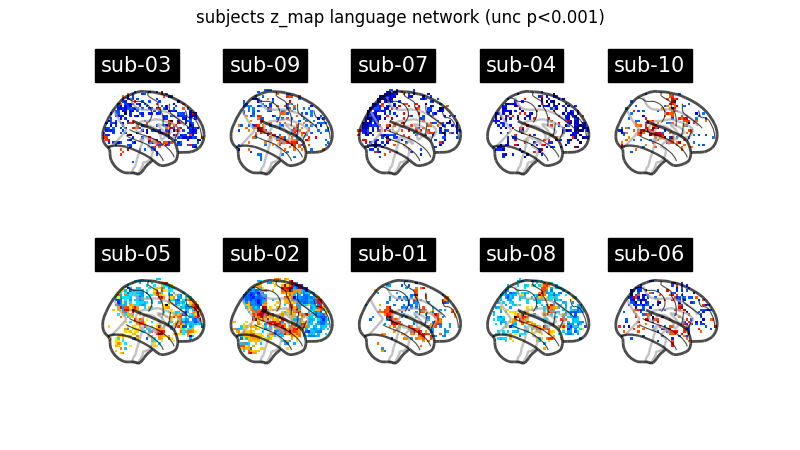 subjects z_map language network (unc p<0.001)
sub-03 sub-09 sub-07 sub-04 sub-10
sub-05 sub-02 sub-01 sub-08 sub-06